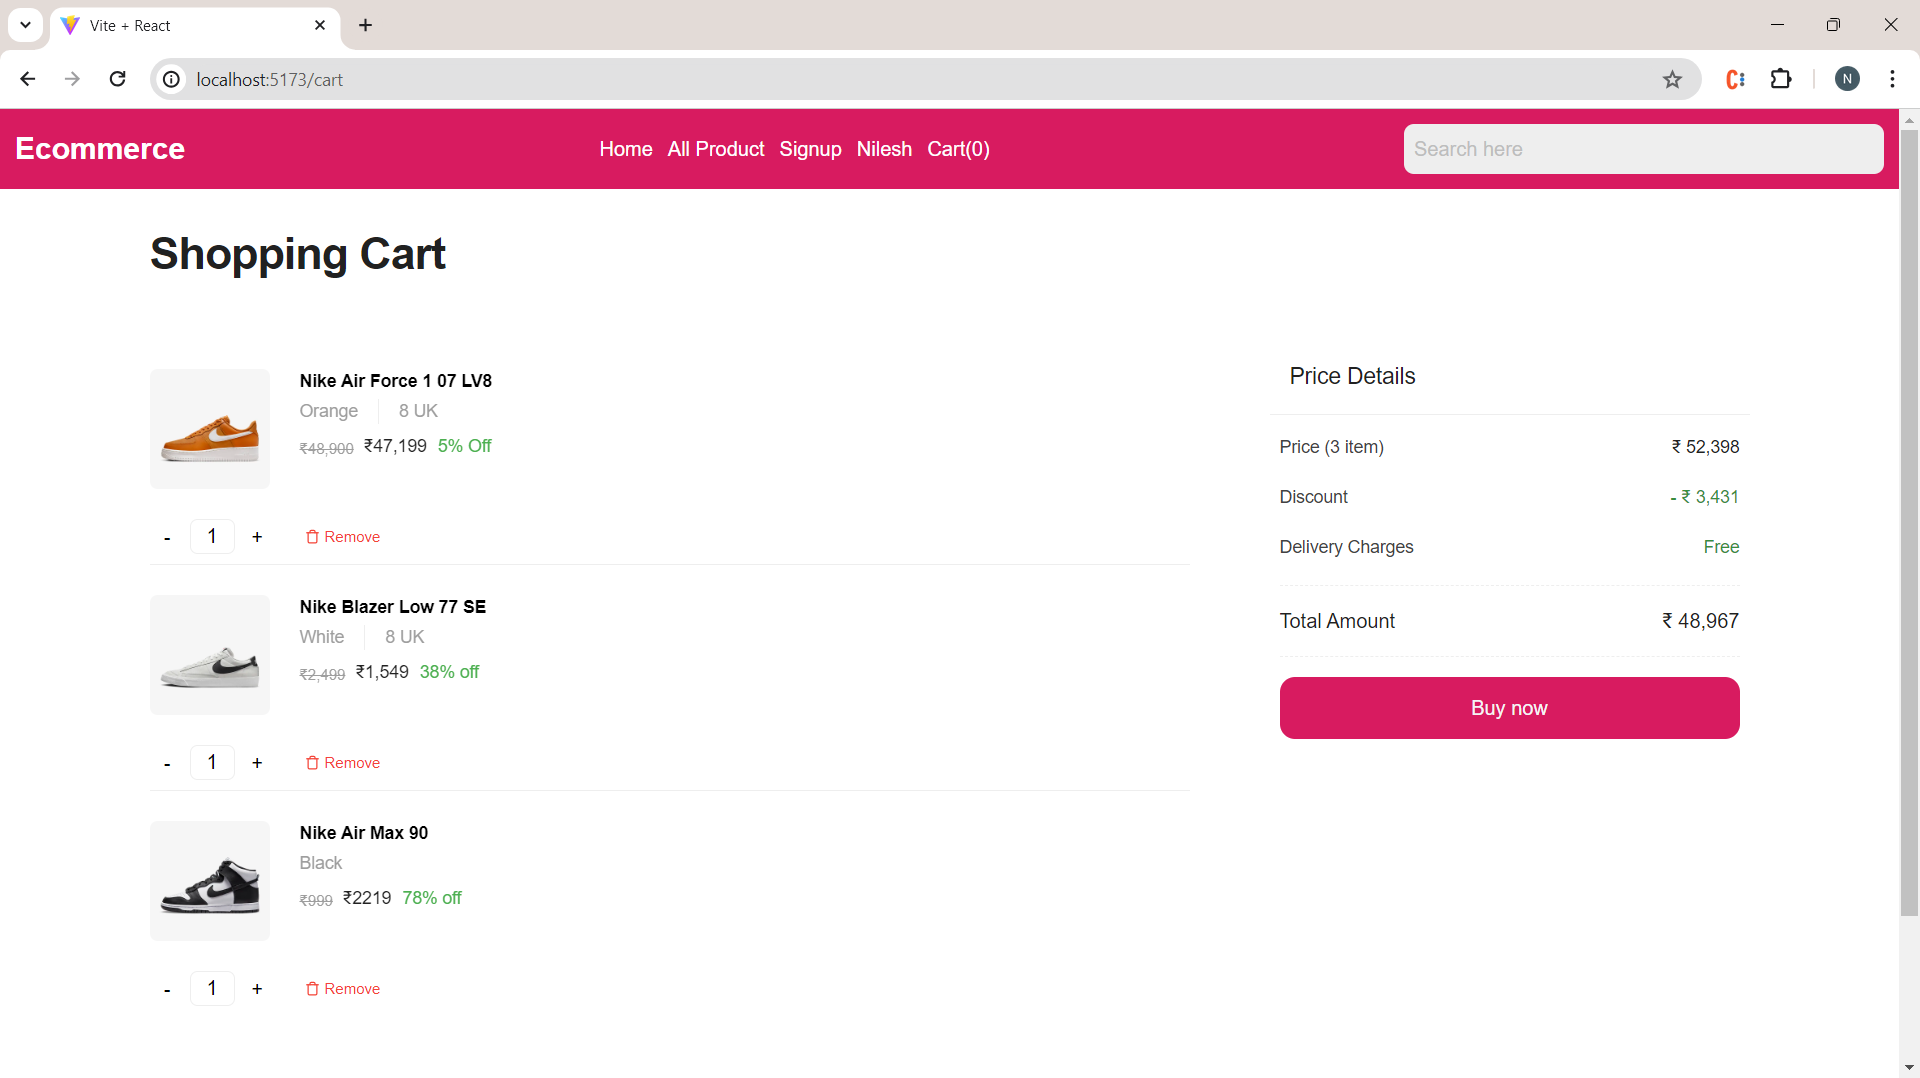 Vite + React
localhost:5173/cart
N
Ecommerce
Home All Product Signup Nilesh Cart(0)
Search here
Shopping Cart
Nike Air Force 1 07 LV8
Orange 8 UK
₹48,900 ₹47,199 5% Off
- 1 + Remove
Nike Blazer Low 77 SE
White 8 UK
₹2,499 ₹1,549 38% off
- 1 + Remove
Nike Air Max 90
Black
₹999 ₹2219 78% off
- 1 + Remove
Price Details
Price (3 item) ₹ 52,398
Discount - ₹ 3,431
Delivery Charges Free
Total Amount ₹ 48,967
Buy now